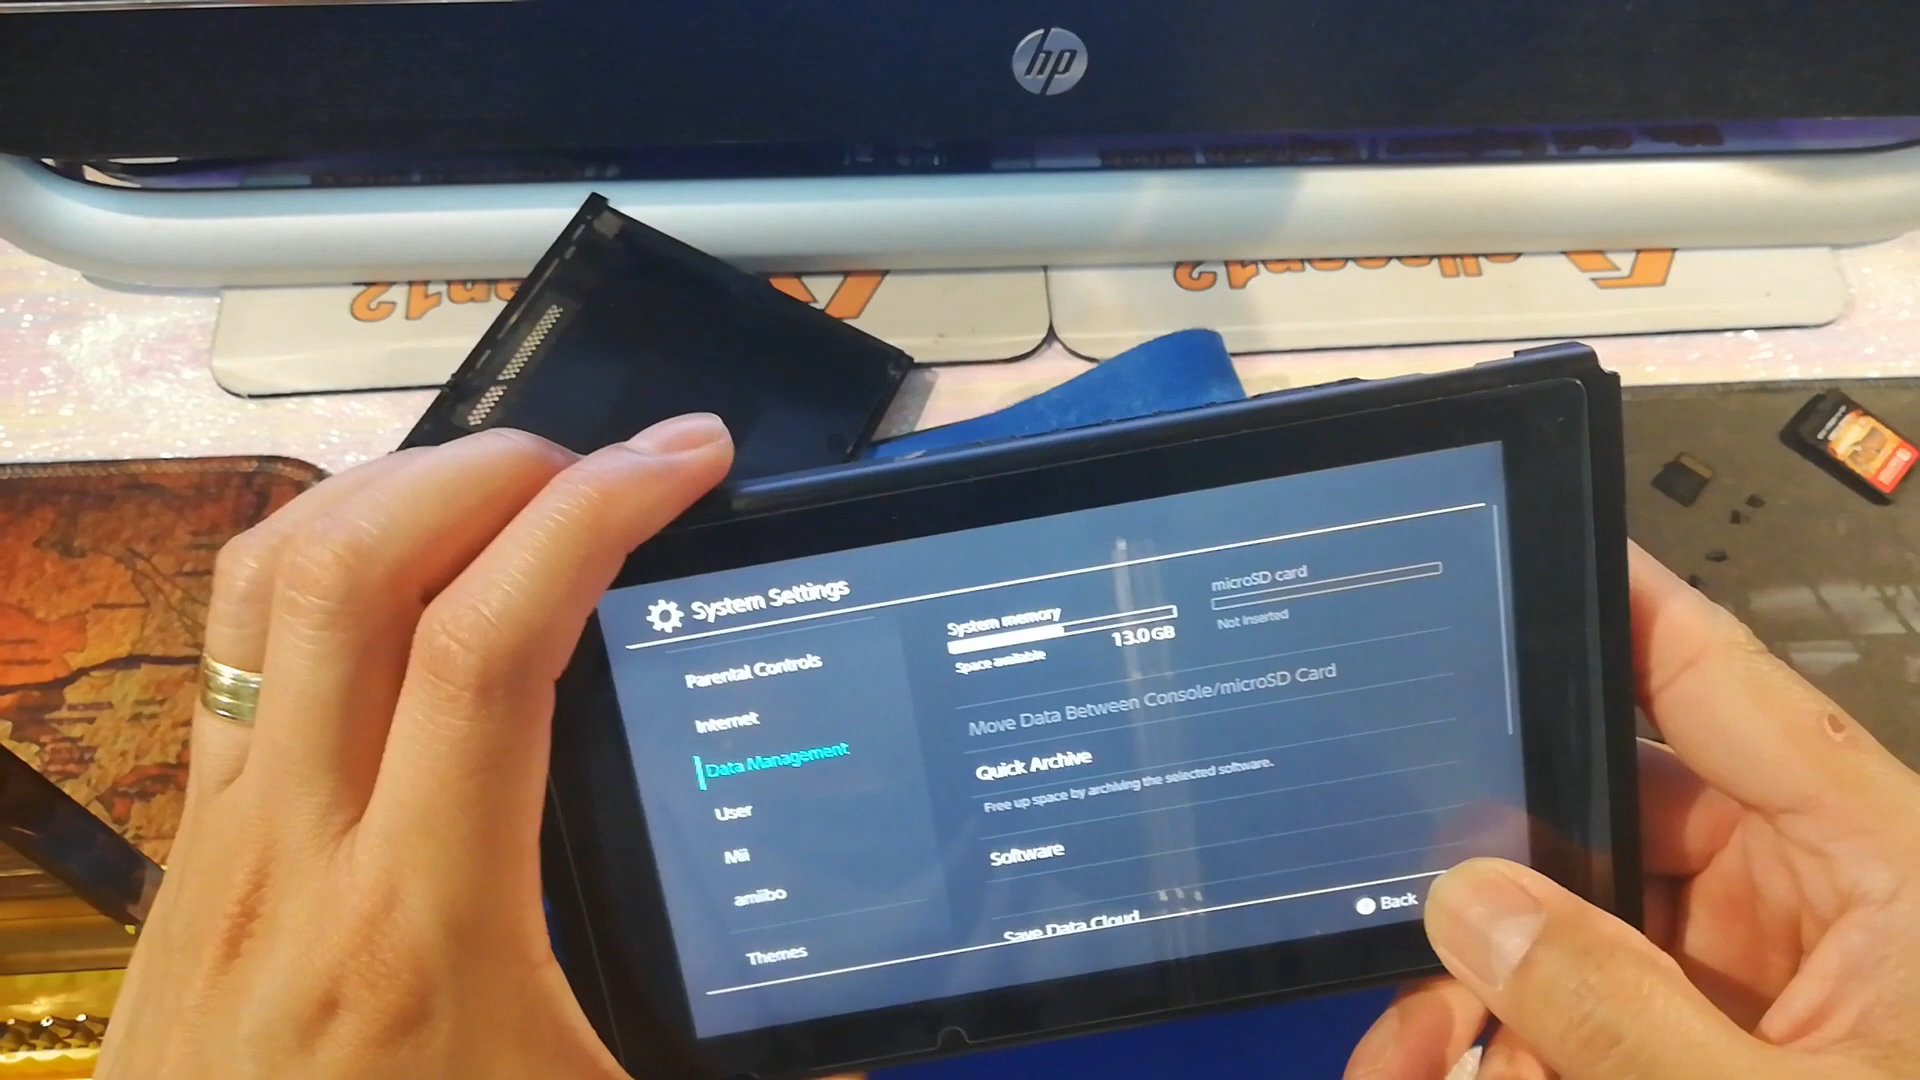 hp
System Settings
Parental Controls
Internet
Data Management
User
Mii
amiibo
Themes
System memory
13.0 GB
Space available
microSD card
Not inserted
Move Data Between Console/microSD Card
Quick Archive
Free up space by archiving the selected software.
Software
Save Data Cloud
Back